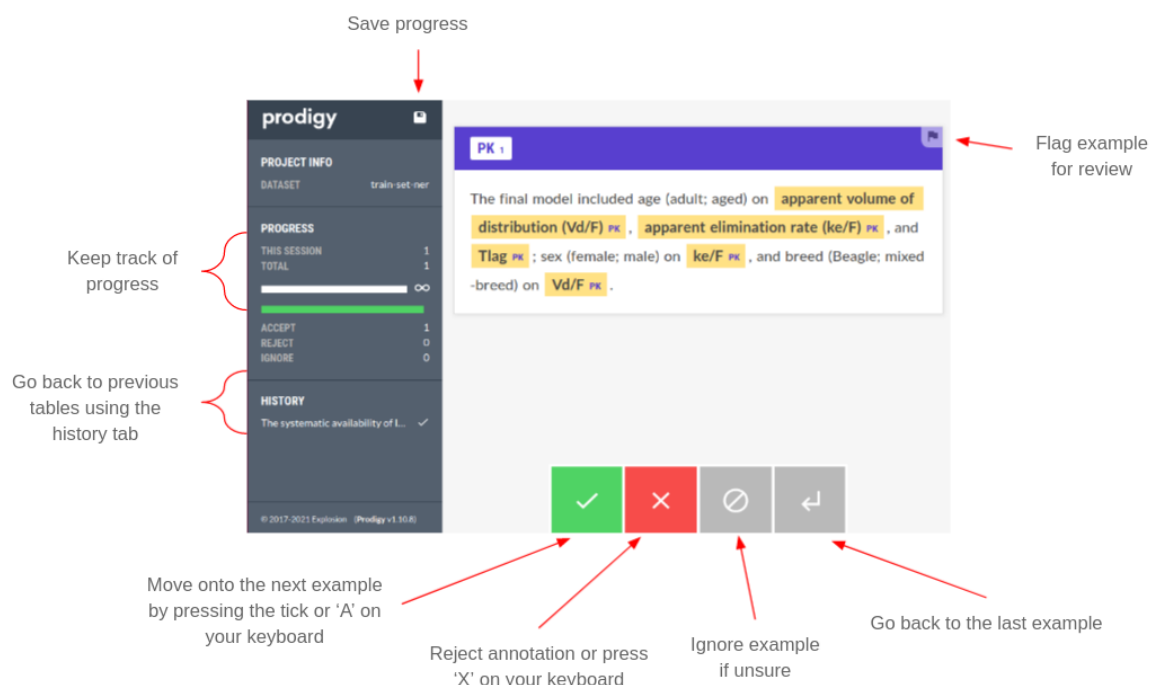 Save progress
prodigy
PROJECT INFO
DATASET train-set-ner
PROGRESS
THIS SESSION 1
TOTAL 1
∞
ACCEPT 1
REJECT 0
IGNORE 0
HISTORY
The systematic availability of l... ✓
© 2017-2021 Explosion (Prodigy v1.10.8)
PK 1
The final model included age (adult; aged) on apparent volume of
distribution (Vd/F) PK , apparent elimination rate (ke/F) PK , and
Tlag PK ; sex (female; male) on ke/F PK , and breed (Beagle; mixed
-breed) on Vd/F PK .
Flag example
for review
Keep track of
progress
Go back to previous
tables using the
history tab
Move onto the next example
by pressing the tick or ‘A’ on
your keyboard
Reject annotation or press
‘X’ on your keyboard
Ignore example
if unsure
Go back to the last example